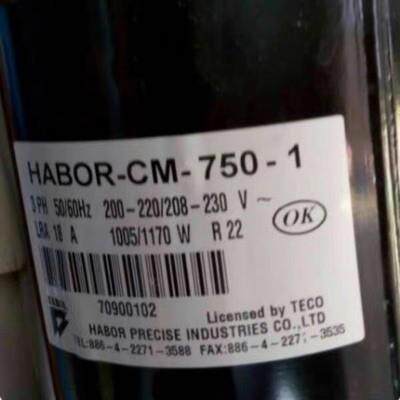 HABOR-CM-750-1
3 PH 50/60Hz 200-220/208-230 V ~
LRA 18 A 1005/1170 W R 22
OK
70900102
Licensed by TECO
HABOR PRECISE INDUSTRIES CO.,LTD
TEL:886-4-2271-3588 FAX:886-4-2271-3535